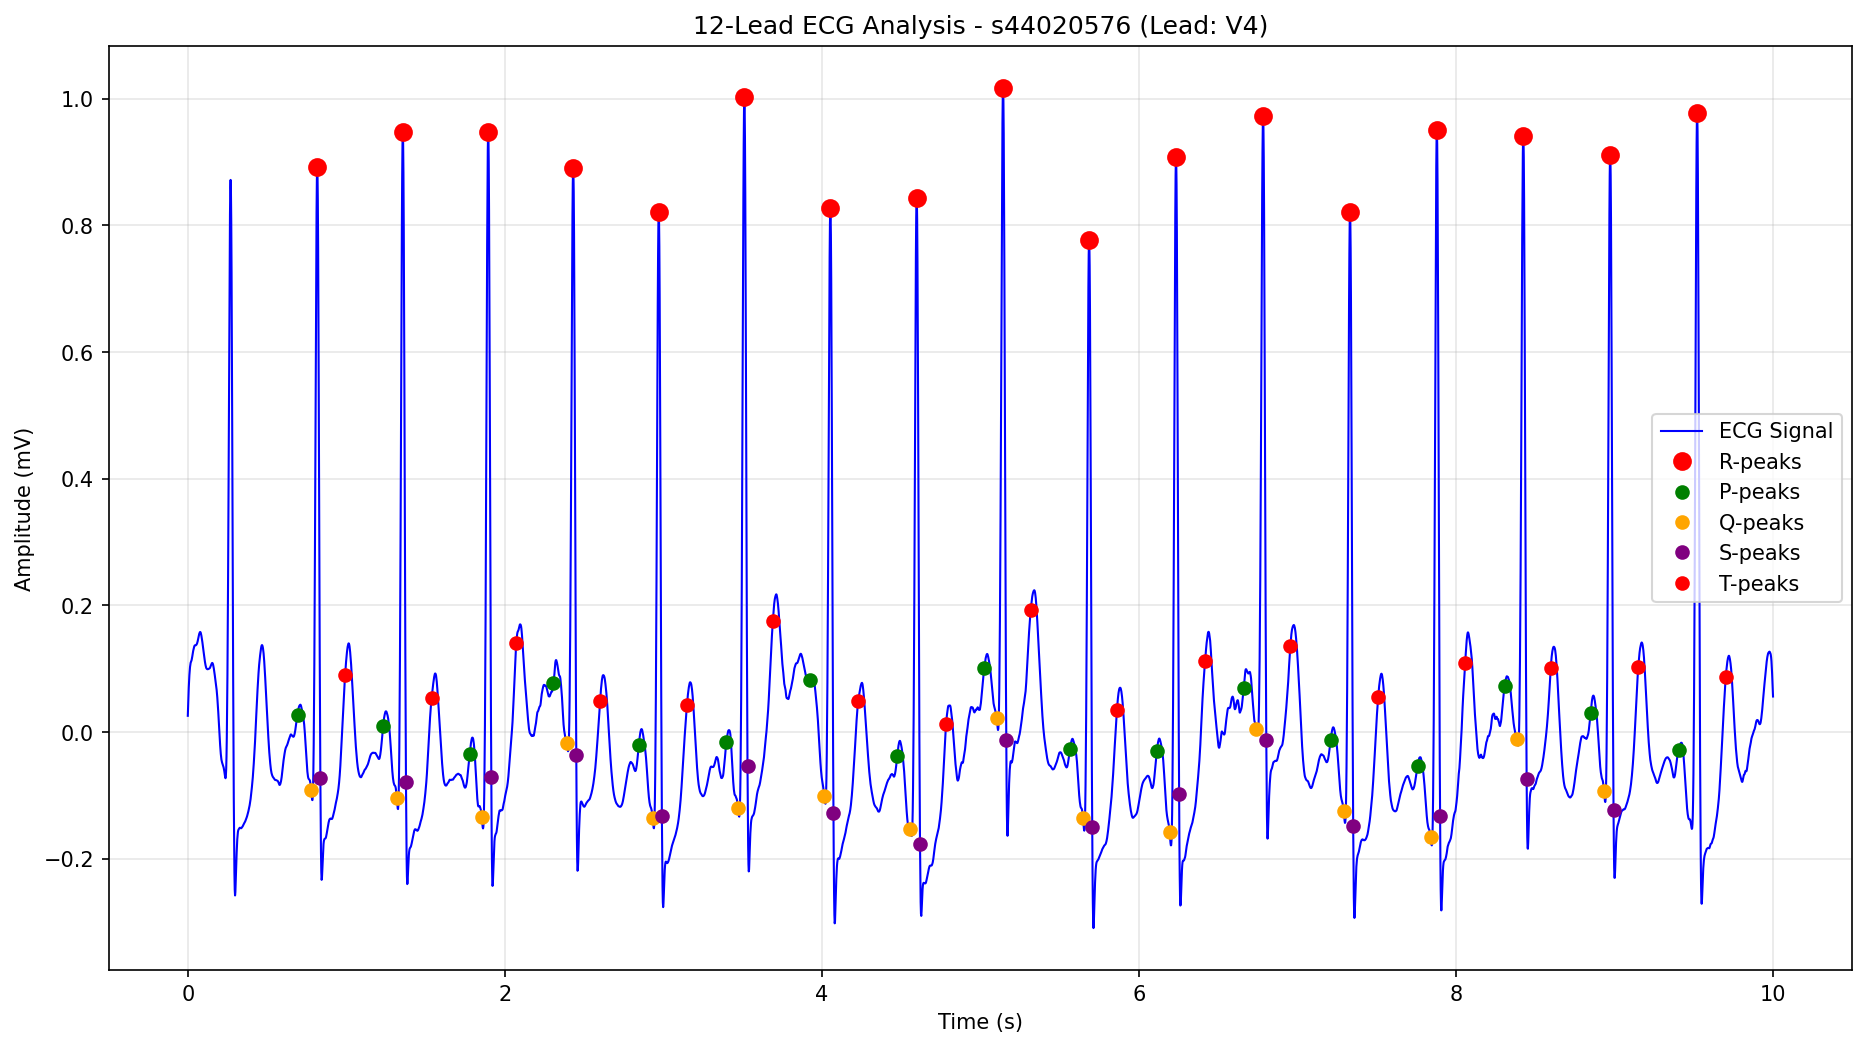 12-Lead ECG Analysis - s44020576 (Lead: V4)
Amplitude (mV)
1.0
0.8
0.6
0.4
0.2
0.0
−0.2
ECG Signal
R-peaks
P-peaks
Q-peaks
S-peaks
T-peaks
0 2 4 6 8 10
Time (s)